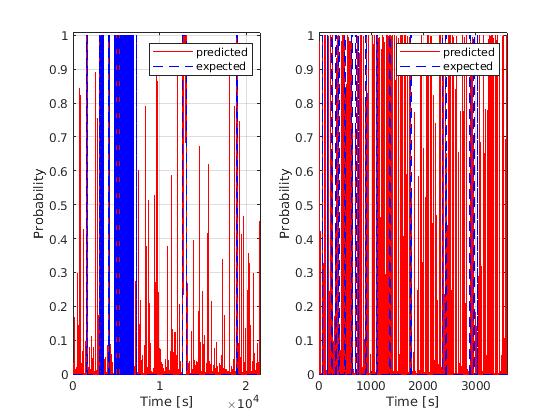 1
0.9
0.8
0.7
0.6
0.5
0.4
0.3
0.2
0.1
0
Probability
0 1 2
Time [s] ×10⁴
predicted
expected
1
0.9
0.8
0.7
0.6
0.5
0.4
0.3
0.2
0.1
0
Probability
0 1000 2000 3000
Time [s]
predicted
expected